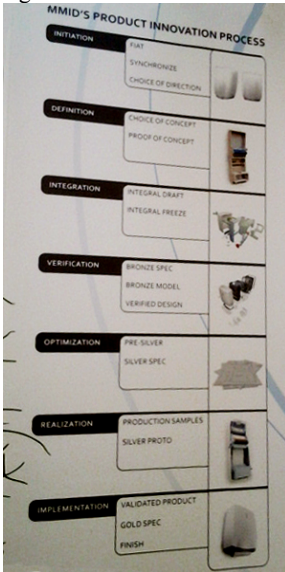 MMID'S PRODUCT INNOVATION PROCESS
INITIATION
FIAT
SYNCHRONIZE
CHOICE OF DIRECTION
DEFINITION
CHOICE OF CONCEPT
PROOF OF CONCEPT
INTEGRATION
INTEGRAL DRAFT
INTEGRAL FREEZE
VERIFICATION
BRONZE SPEC
BRONZE MODEL
VERIFIED DESIGN
OPTIMIZATION
PRE-SILVER
SILVER SPEC
REALIZATION
PRODUCTION SAMPLES
SILVER PROTO
IMPLEMENTATION
VALIDATED PRODUCT
GOLD SPEC
FINISH